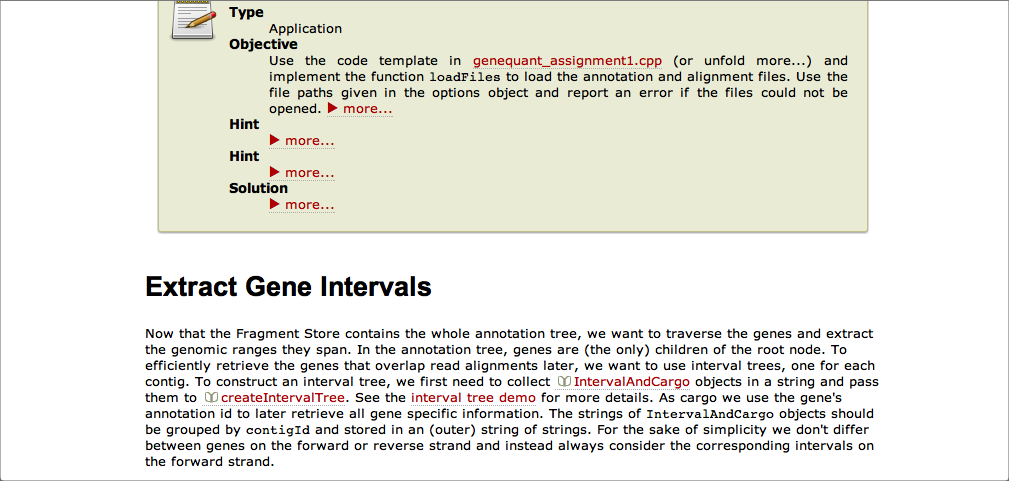 Type
Application
Objective
Use the code template in genequant_assignment1.cpp (or unfold more...) and
implement the function loadFiles to load the annotation and alignment files. Use the
file paths given in the options object and report an error if the files could not be
opened. ▶ more...
Hint
▶ more...
Hint
▶ more...
Solution
▶ more...
Extract Gene Intervals
Now that the Fragment Store contains the whole annotation tree, we want to traverse the genes and extract
the genomic ranges they span. In the annotation tree, genes are (the only) children of the root node. To
efficiently retrieve the genes that overlap read alignments later, we want to use interval trees, one for each
contig. To construct an interval tree, we first need to collect IntervalAndCargo objects in a string and pass
them to createIntervalTree. See the interval tree demo for more details. As cargo we use the gene's
annotation id to later retrieve all gene specific information. The strings of IntervalAndCargo objects should
be grouped by contigId and stored in an (outer) string of strings. For the sake of simplicity we don't differ
between genes on the forward or reverse strand and instead always consider the corresponding intervals on
the forward strand.